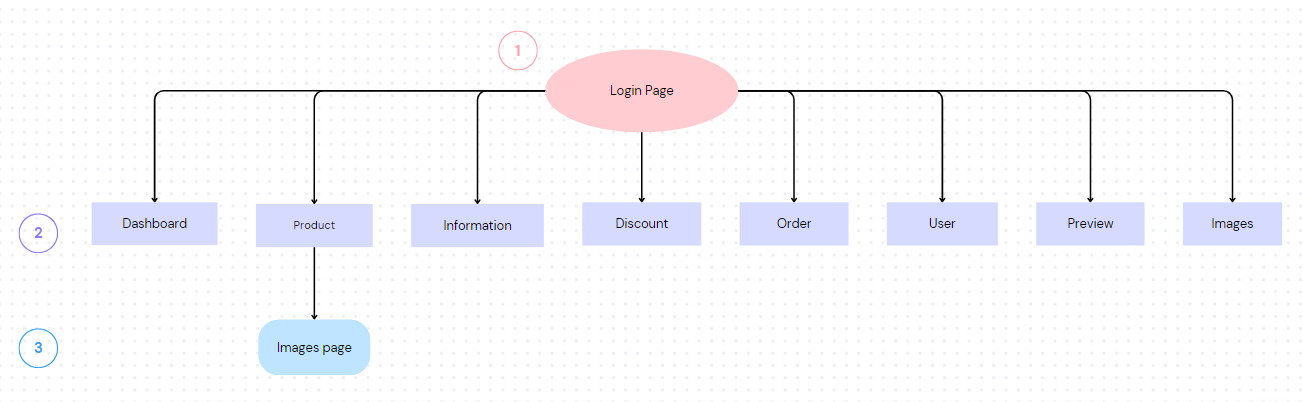 1
Login Page
2
Dashboard
Product
Information
Discount
Order
User
Preview
Images
3
Images page